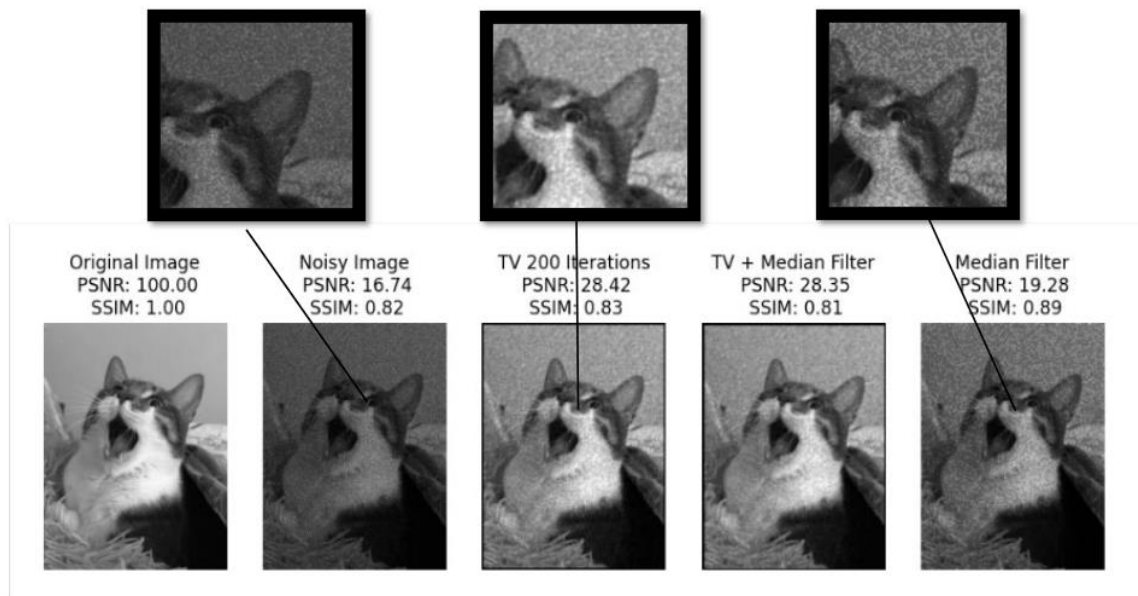 Original Image
PSNR: 100.00
SSIM: 1.00
Noisy Image
PSNR: 16.74
SSIM: 0.82
TV 200 Iterations
PSNR: 28.42
SSIM: 0.83
TV + Median Filter
PSNR: 28.35
SSIM: 0.81
Median Filter
PSNR: 19.28
SSIM: 0.89